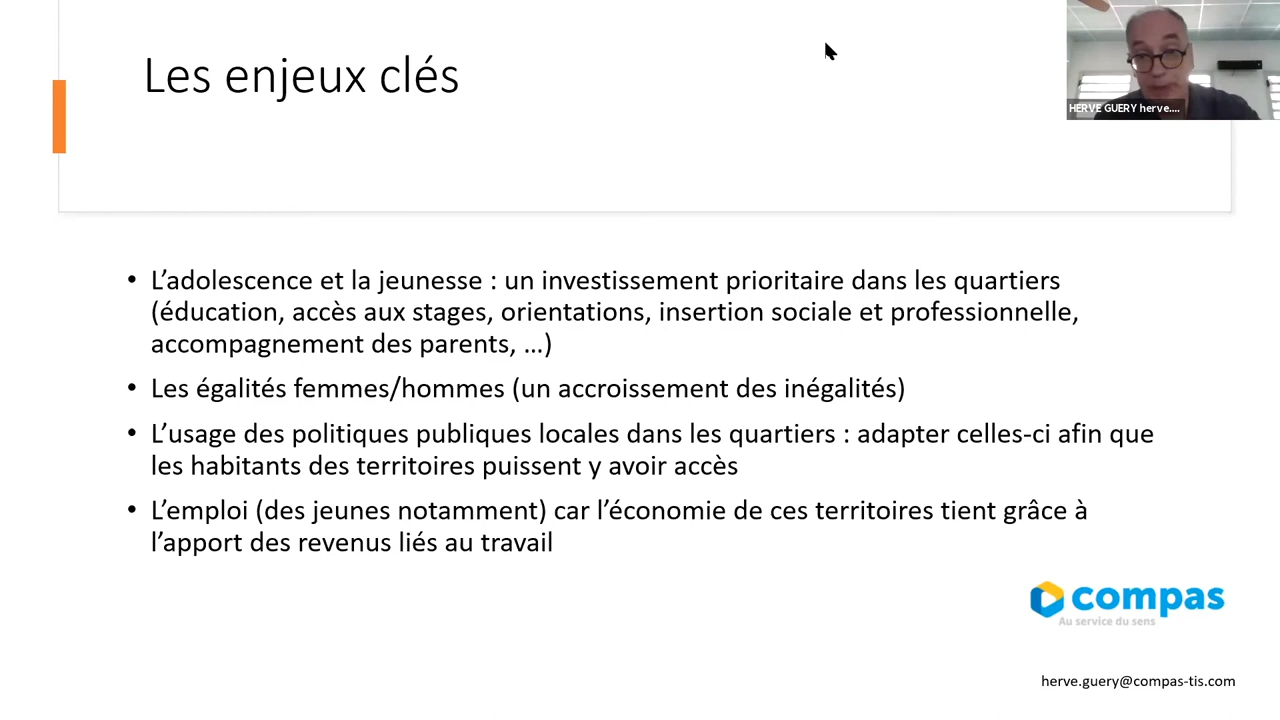 Les enjeux clés
HERVE GUERY herve....
• L’adolescence et la jeunesse : un investissement prioritaire dans les quartiers
(éducation, accès aux stages, orientations, insertion sociale et professionnelle,
accompagnement des parents, …)
• Les égalités femmes/hommes (un accroissement des inégalités)
• L’usage des politiques publiques locales dans les quartiers : adapter celles-ci afin que
les habitants des territoires puissent y avoir accès
• L’emploi (des jeunes notamment) car l’économie de ces territoires tient grâce à
l’apport des revenus liés au travail
compas
Au service du sens
herve.guery@compas-tis.com